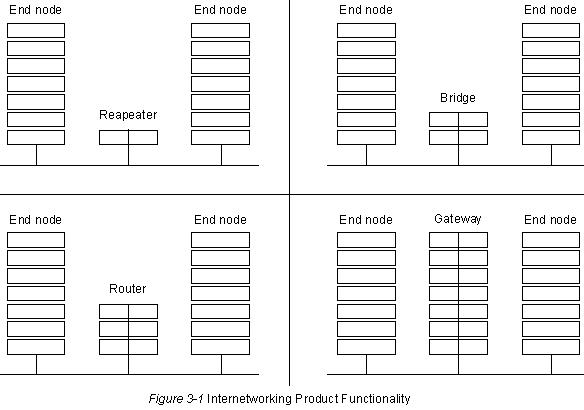 End node
End node
Reapeater
End node
End node
Bridge
End node
End node
Router
End node
Gateway
End node
Figure 3-1 Internetworking Product Functionality